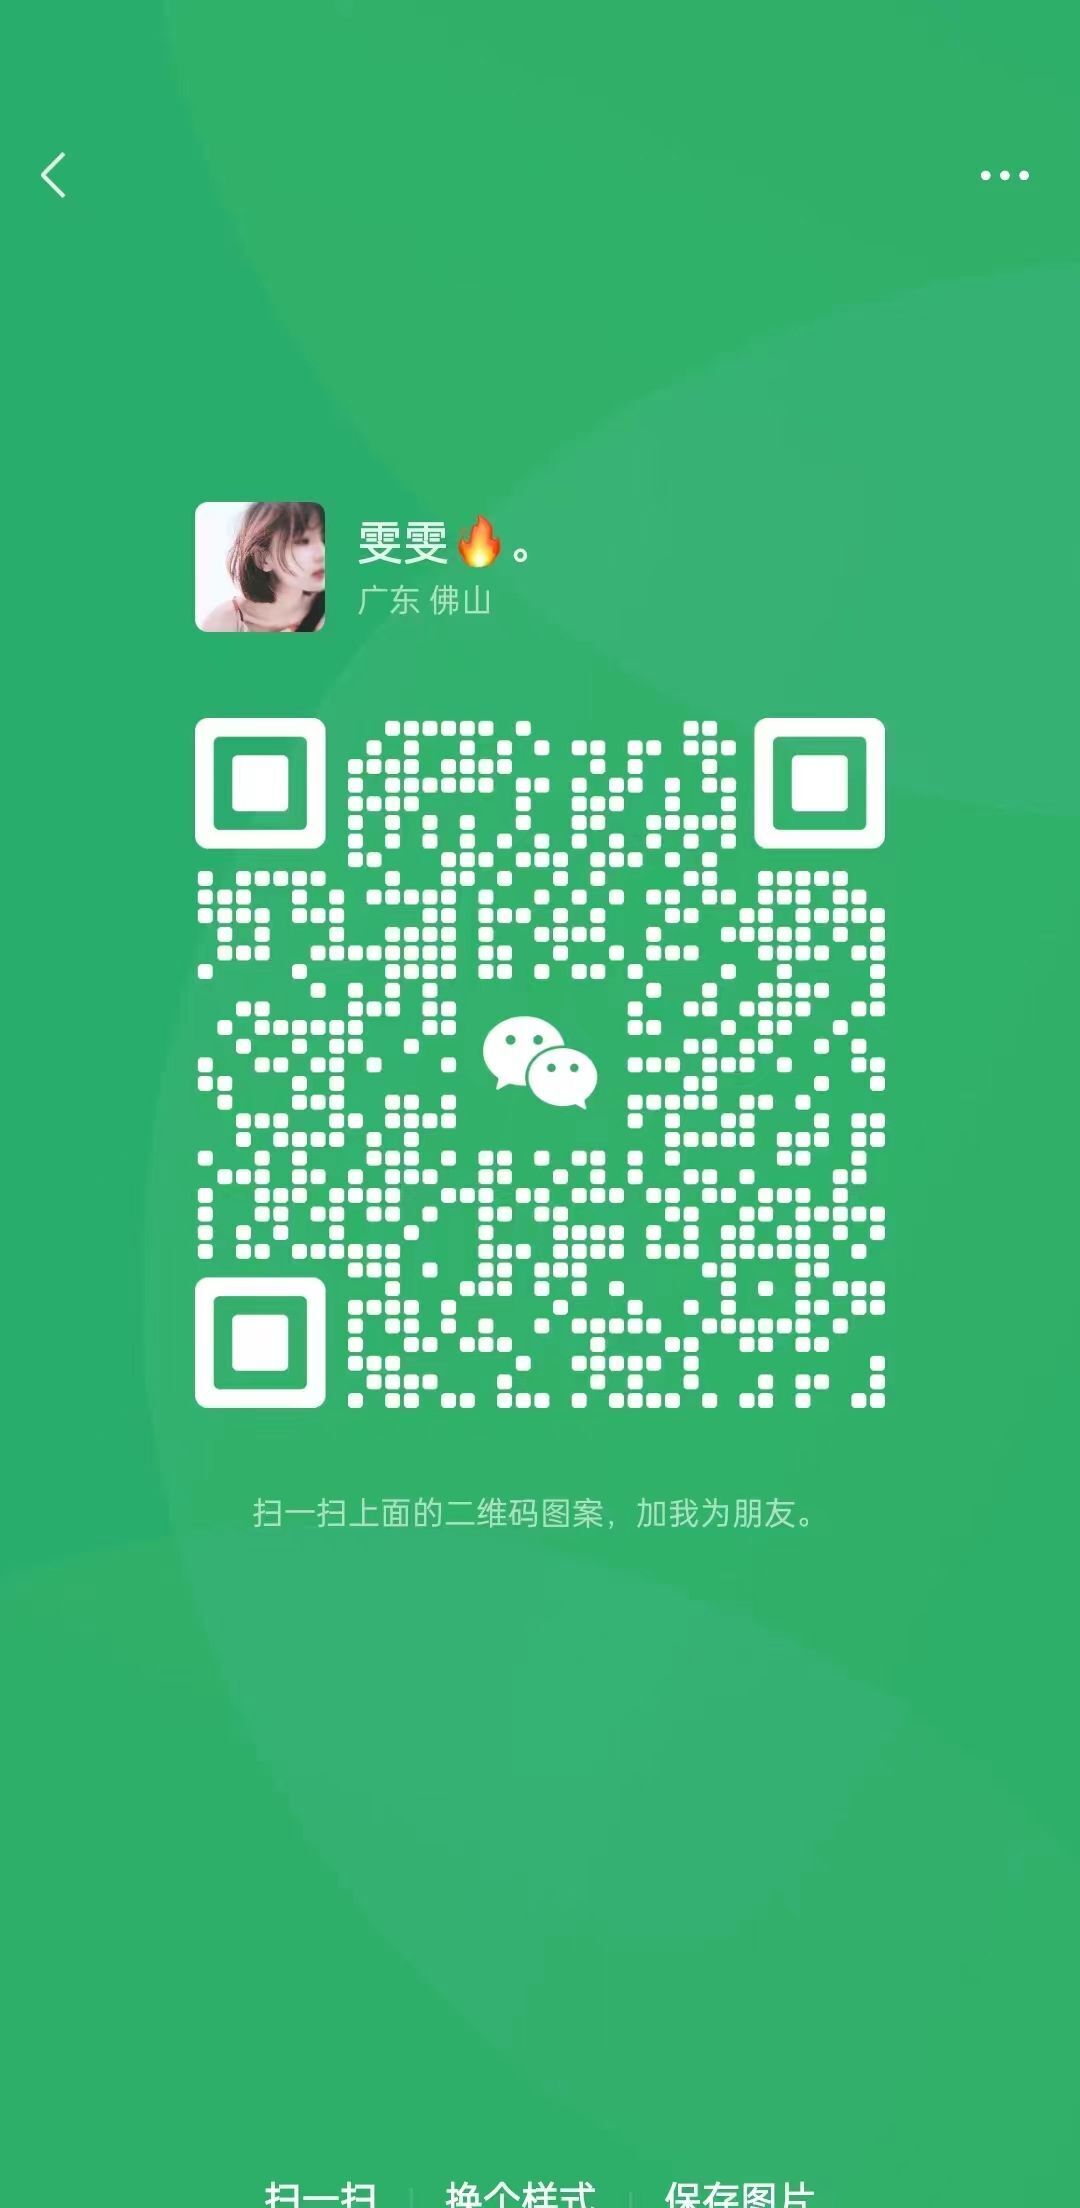 雯雯🔥。
广东 佛山
扫一扫上面的二维码图案，加我为朋友。
扫一扫 | 换个样式 | 保存图片